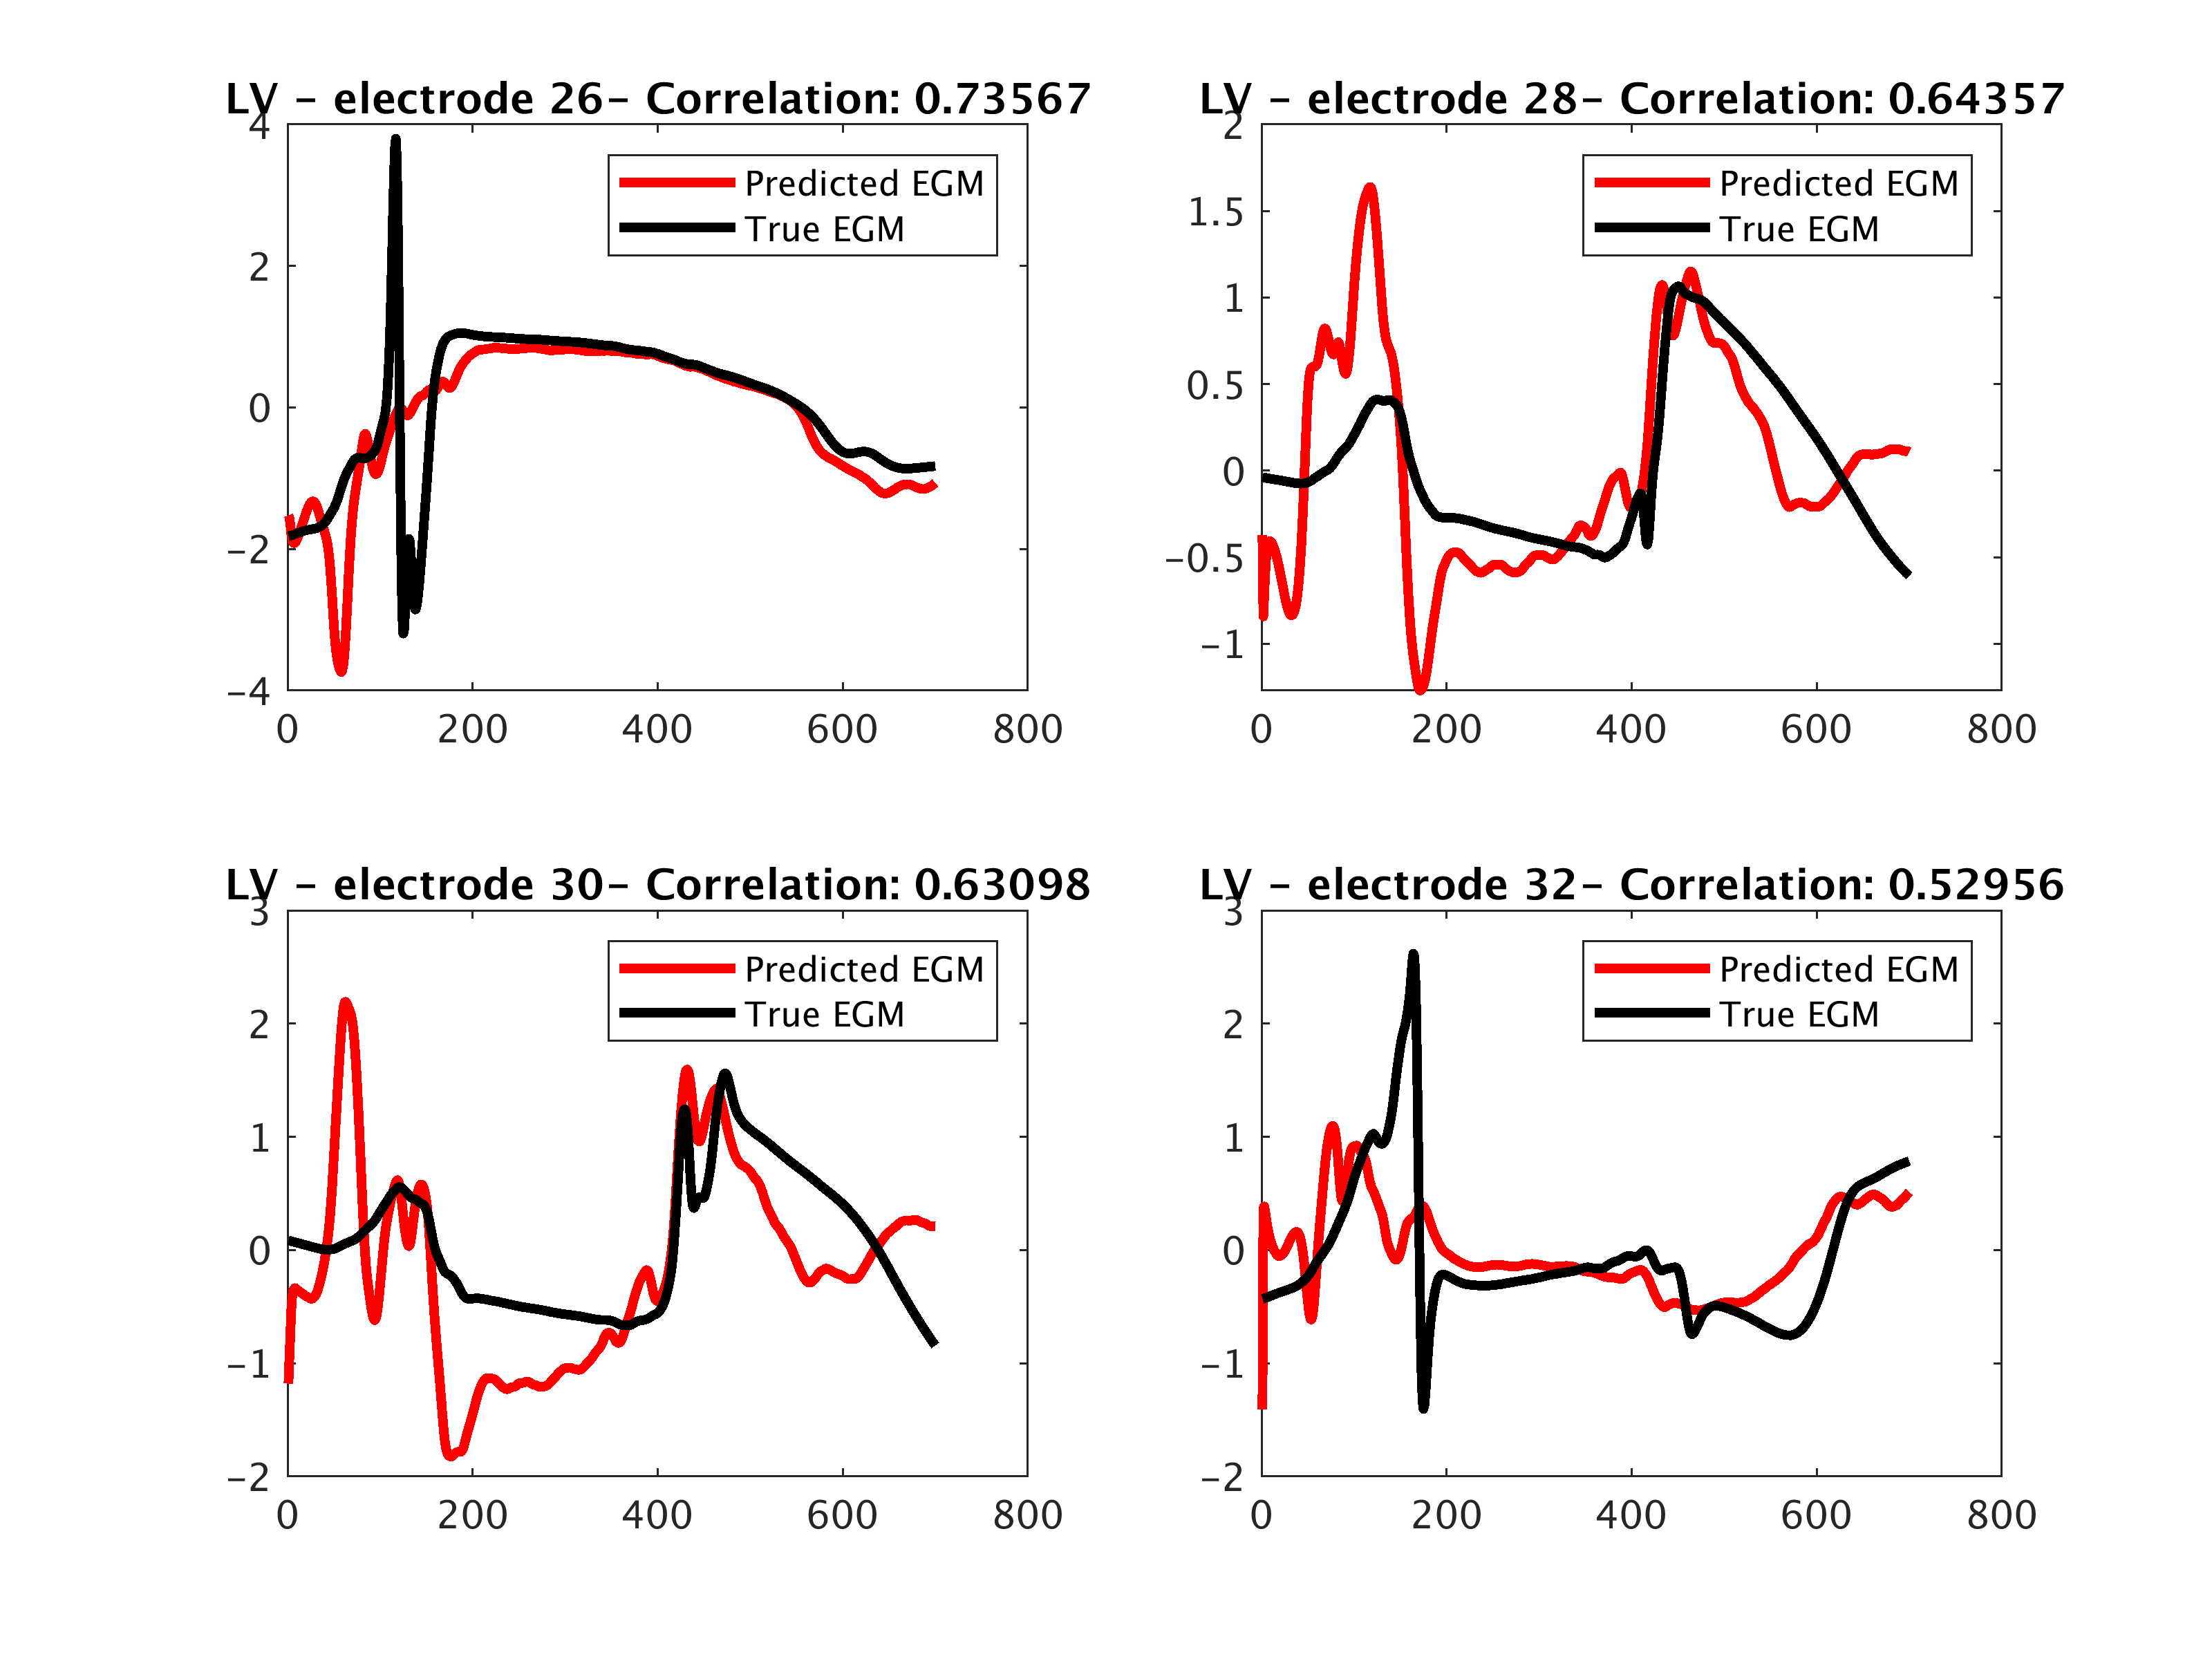 LV - electrode 26- Correlation: 0.73567
4
2
0
-2
-4
0 200 400 600 800
Predicted EGM
True EGM
LV - electrode 28- Correlation: 0.64357
2
1.5
1
0.5
0
-0.5
-1
0 200 400 600 800
Predicted EGM
True EGM
LV - electrode 30- Correlation: 0.63098
3
2
1
0
-1
-2
0 200 400 600 800
Predicted EGM
True EGM
LV - electrode 32- Correlation: 0.52956
3
2
1
0
-1
-2
0 200 400 600 800
Predicted EGM
True EGM